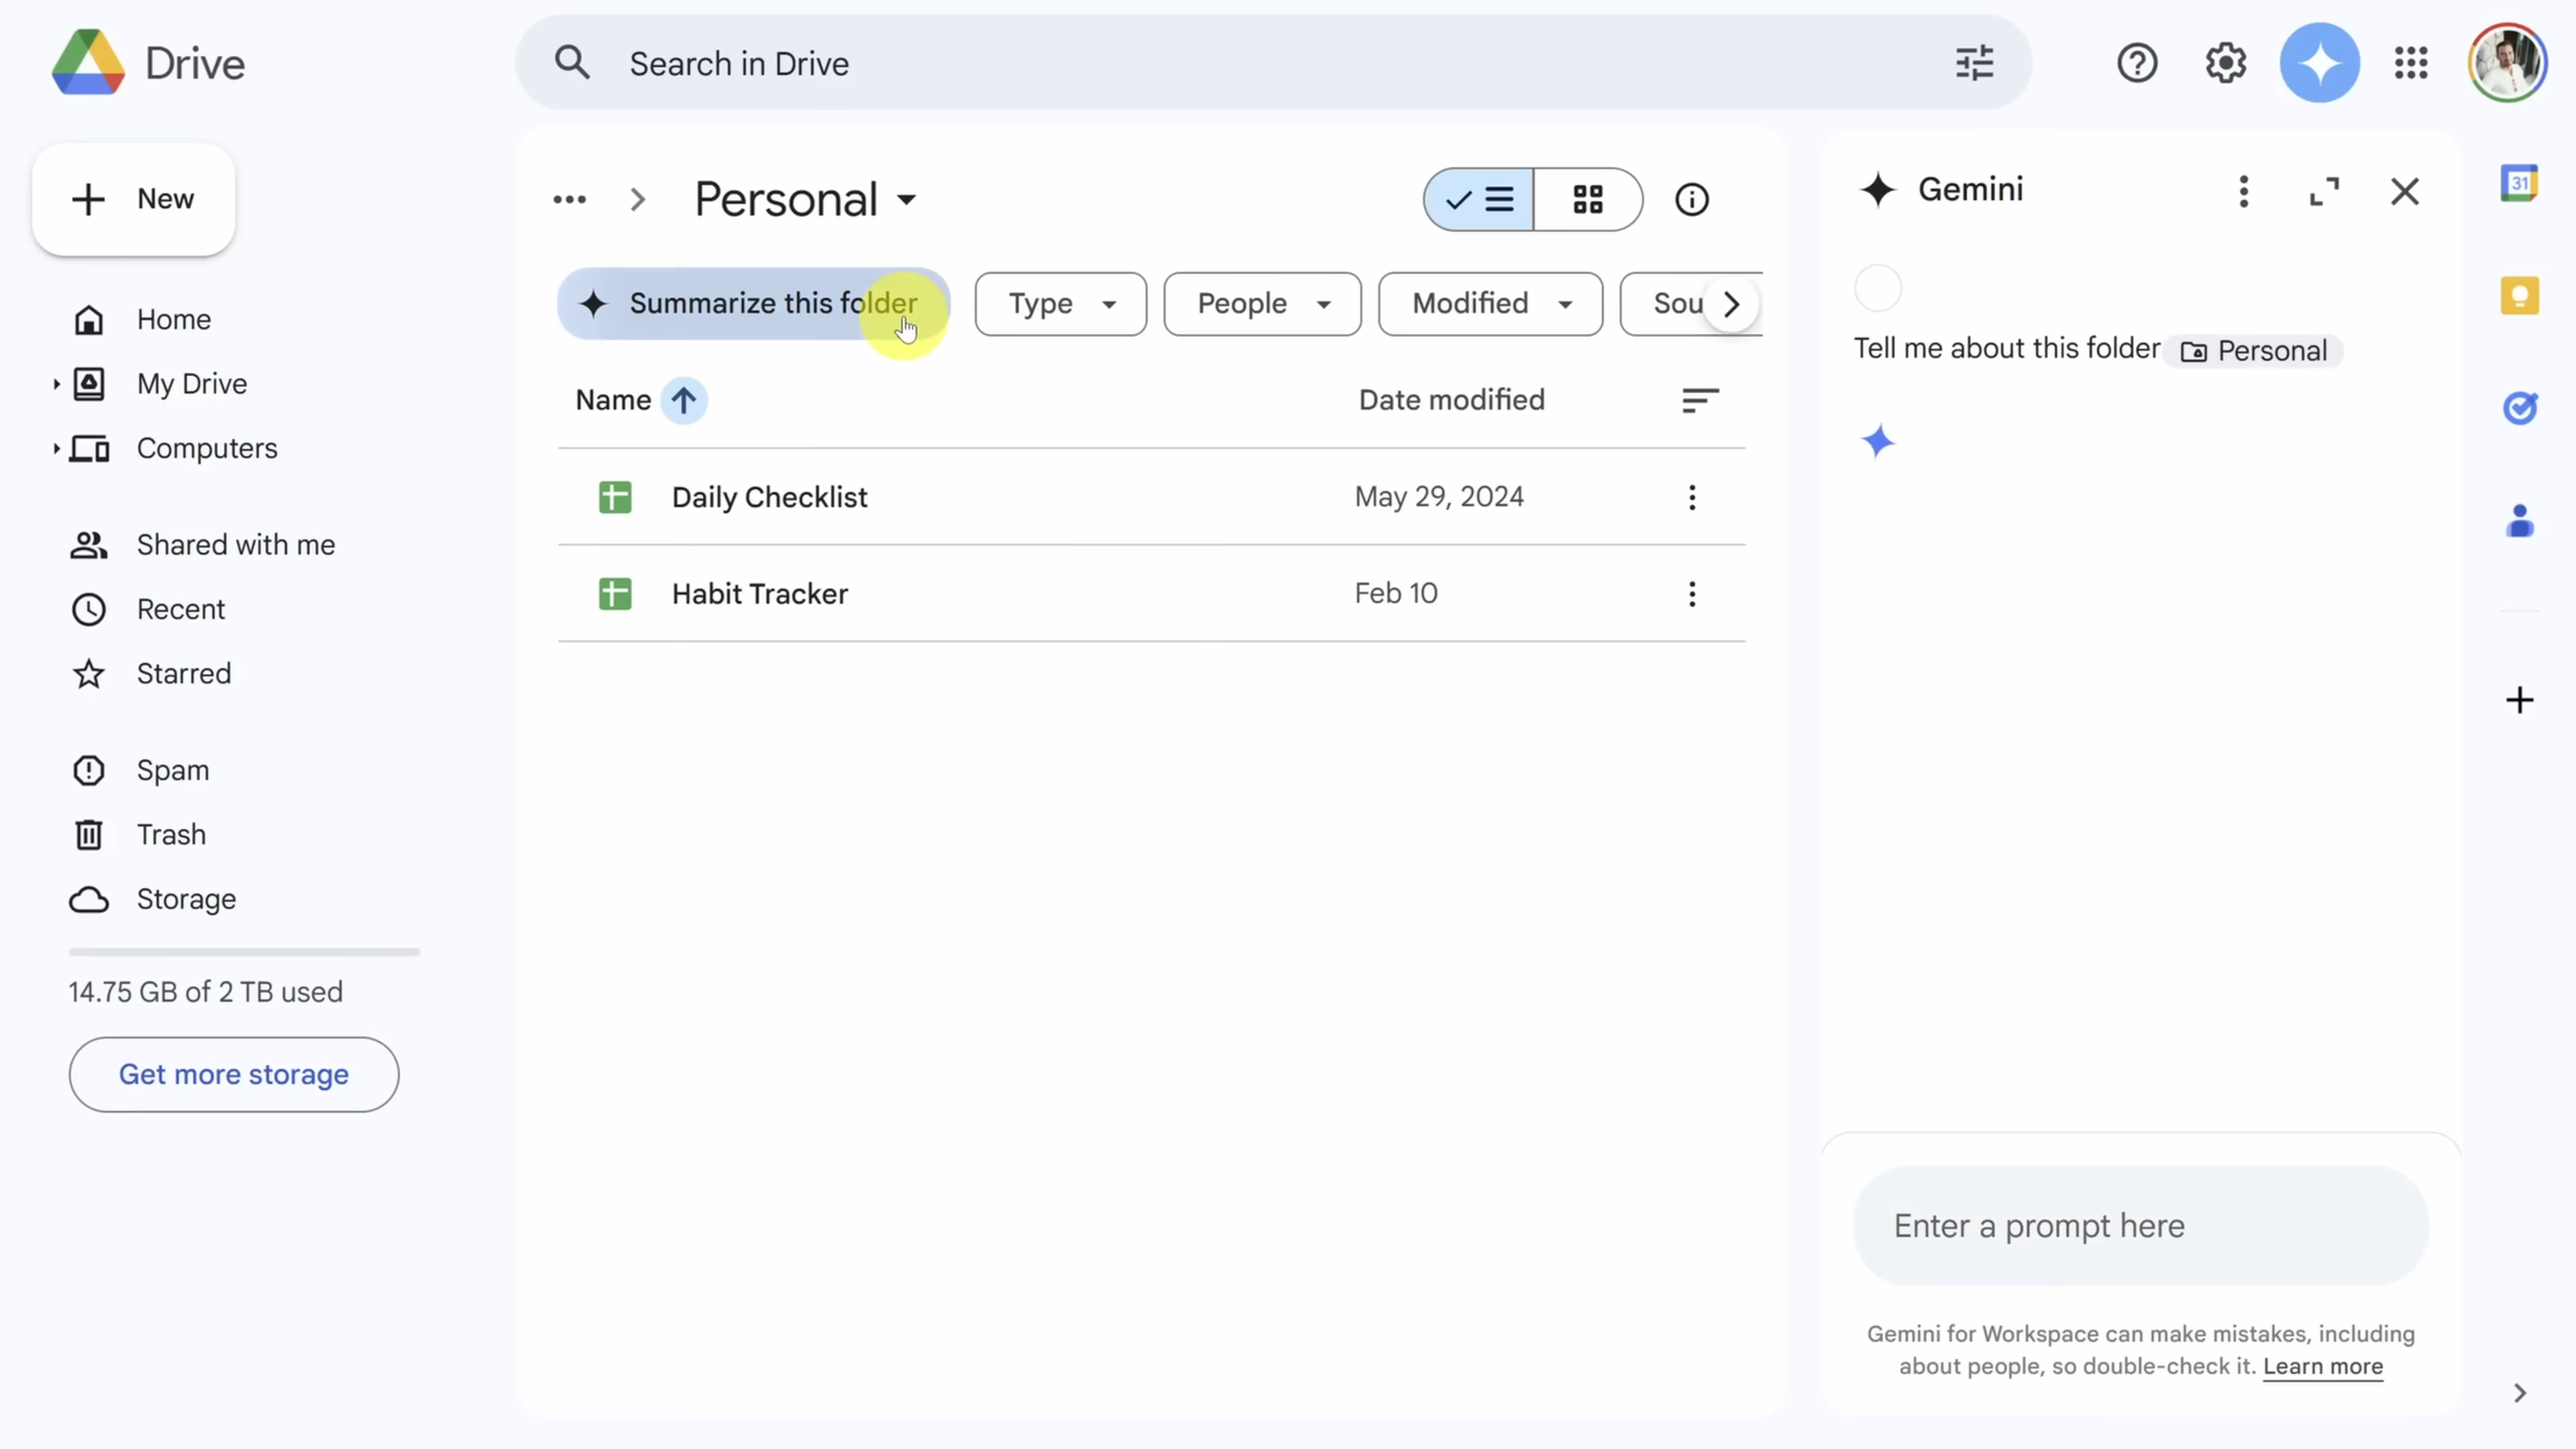 Drive
Search in Drive
New
Home
My Drive
Computers
Shared with me
Recent
Starred
Spam
Trash
Storage
14.75 GB of 2 TB used
Get more storage
Personal
Summarize this folder
Type
People
Modified
Sou
Name
Date modified
Daily Checklist
May 29, 2024
Habit Tracker
Feb 10
Gemini
Tell me about this folder Personal
Enter a prompt here
Gemini for Workspace can make mistakes, including
about people, so double-check it. Learn more
31